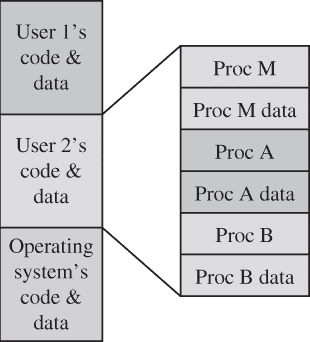 User 1's
code &
data
User 2's
code &
data
Operating
system's
code &
data
Proc M
Proc M data
Proc A
Proc A data
Proc B
Proc B data